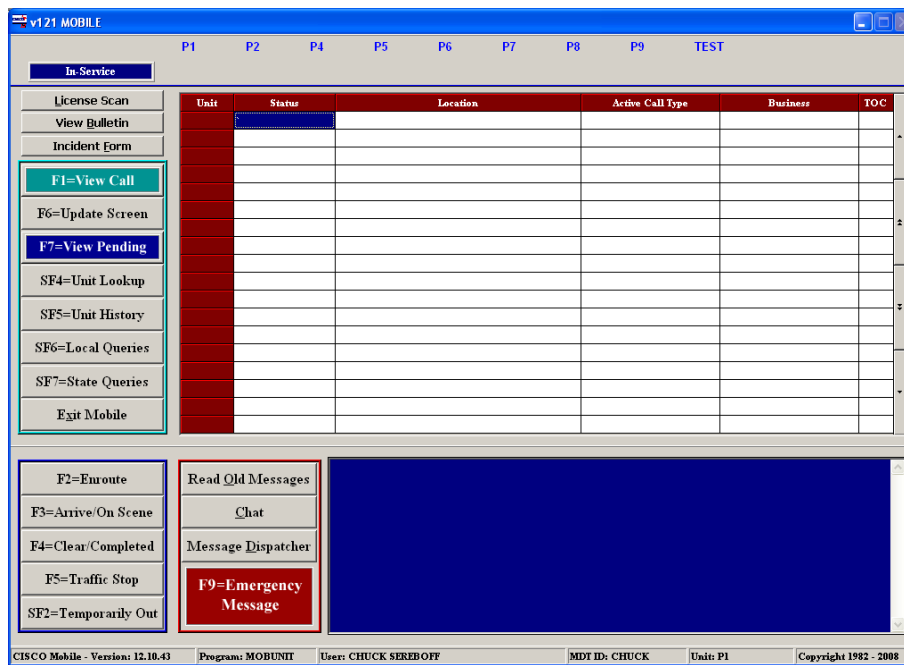 v121 MOBILE
P1 P2 P4 P5 P6 P7 P8 P9 TEST
In-Service
License Scan
View Bulletin
Incident Form
Unit Status Location Active Call Type Business TOC
F1=View Call
F6=Update Screen
F7=View Pending
SF4=Unit Lookup
SF5=Unit History
SF6=Local Queries
SF7=State Queries
Exit Mobile
F2=Enroute
F3=Arrive/On Scene
F4=Clear/Completed
F5=Traffic Stop
SF2=Temporarily Out
Read Old Messages
Chat
Message Dispatcher
F9=Emergency
Message
CISCO Mobile - Version: 12.10.43 Program: MOBUNIT User: CHUCK SEREBOFF MDT ID: CHUCK Unit: P1 Copyright 1982 - 2008